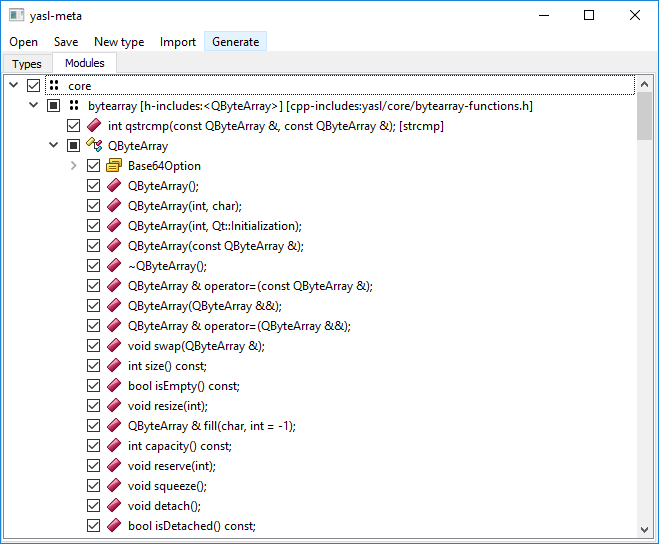 yasl-meta
Open Save New type Import Generate
Types Modules
core
bytearray [h-includes:<QByteArray>] [cpp-includes:yasl/core/bytearray-functions.h]
int qstrcmp(const QByteArray &, const QByteArray &); [strcmp]
QByteArray
Base64Option
QByteArray();
QByteArray(int, char);
QByteArray(int, Qt::Initialization);
QByteArray(const QByteArray &);
~QByteArray();
QByteArray & operator=(const QByteArray &);
QByteArray(QByteArray &&);
QByteArray & operator=(QByteArray &&);
void swap(QByteArray &);
int size() const;
bool isEmpty() const;
void resize(int);
QByteArray & fill(char, int = -1);
int capacity() const;
void reserve(int);
void squeeze();
void detach();
bool isDetached() const;